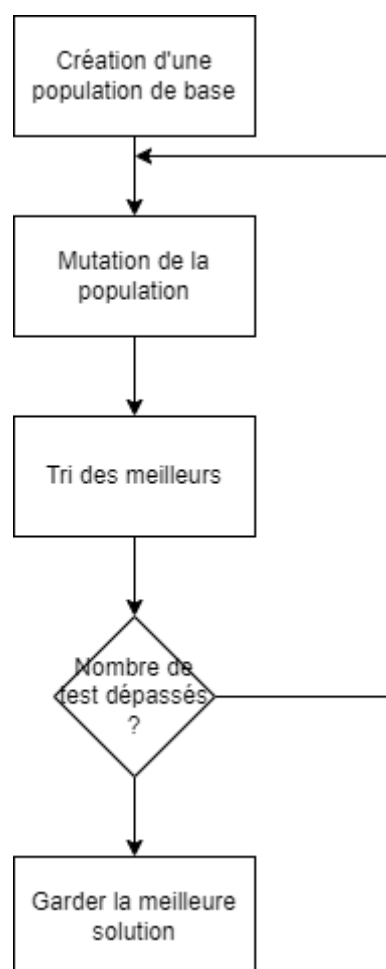 Création d'une
population de base
Mutation de la
population
Tri des meilleurs
Nombre de
test dépassés
?
Garder la meilleure
solution